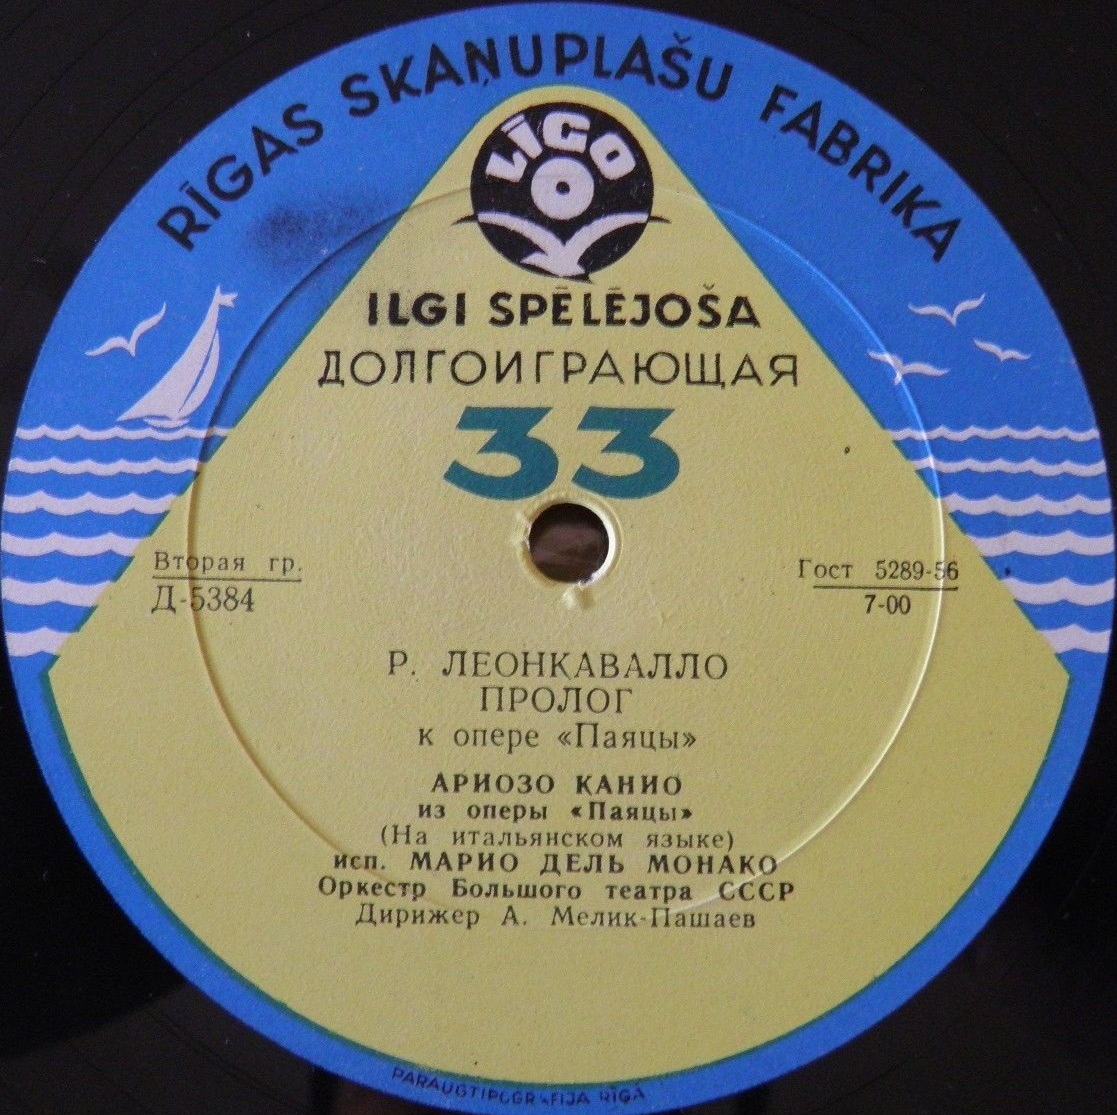 RĪGAS SKAŅUPLAŠU FABRIKA
LĪGO
ILGI SPĒLĒJOŠA
ДОЛГОИГРАЮЩАЯ
33
Вторая гр.
Д-5384
Гост 5289-56
7-00
Р. ЛЕОНКАВАЛЛО
ПРОЛОГ
к опере «Паяцы»
АРИОЗО КАНИО
из оперы «Паяцы»
(На итальянском языке)
исп. МАРИО ДЕЛЬ МОНАКО
Оркестр Большого театра СССР
Дирижер А. Мелик-Пашаев
PARAUGTIPOGRAFIJA RĪGĀ